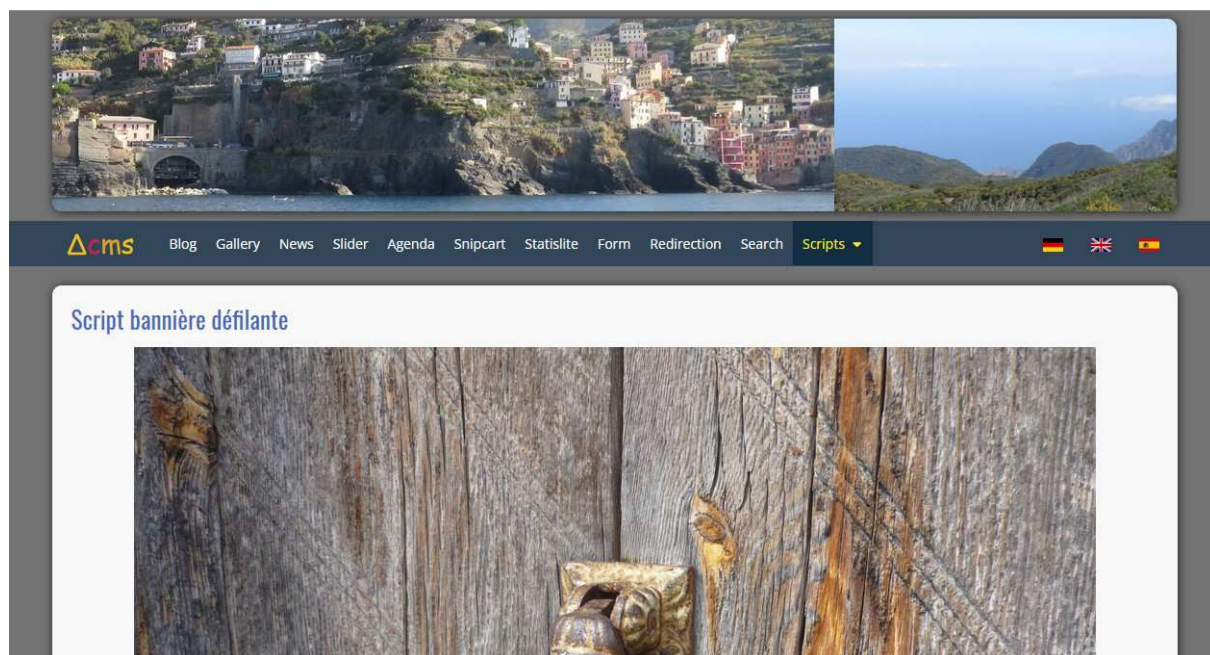 Δcms Blog Gallery News Slider Agenda Snipcart Statislite Form Redirection Search Scripts
Script bannière défilante